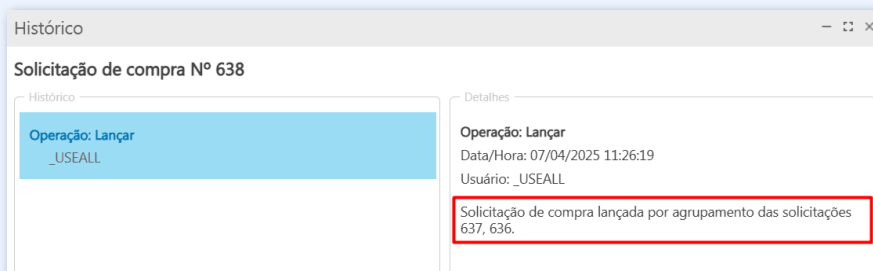 Histórico
Solicitação de compra Nº 638
Histórico
Operação: Lançar
_USEALL
Detalhes
Operação: Lançar
Data/Hora: 07/04/2025 11:26:19
Usuário: _USEALL
Solicitação de compra lançada por agrupamento das solicitações
637, 636.